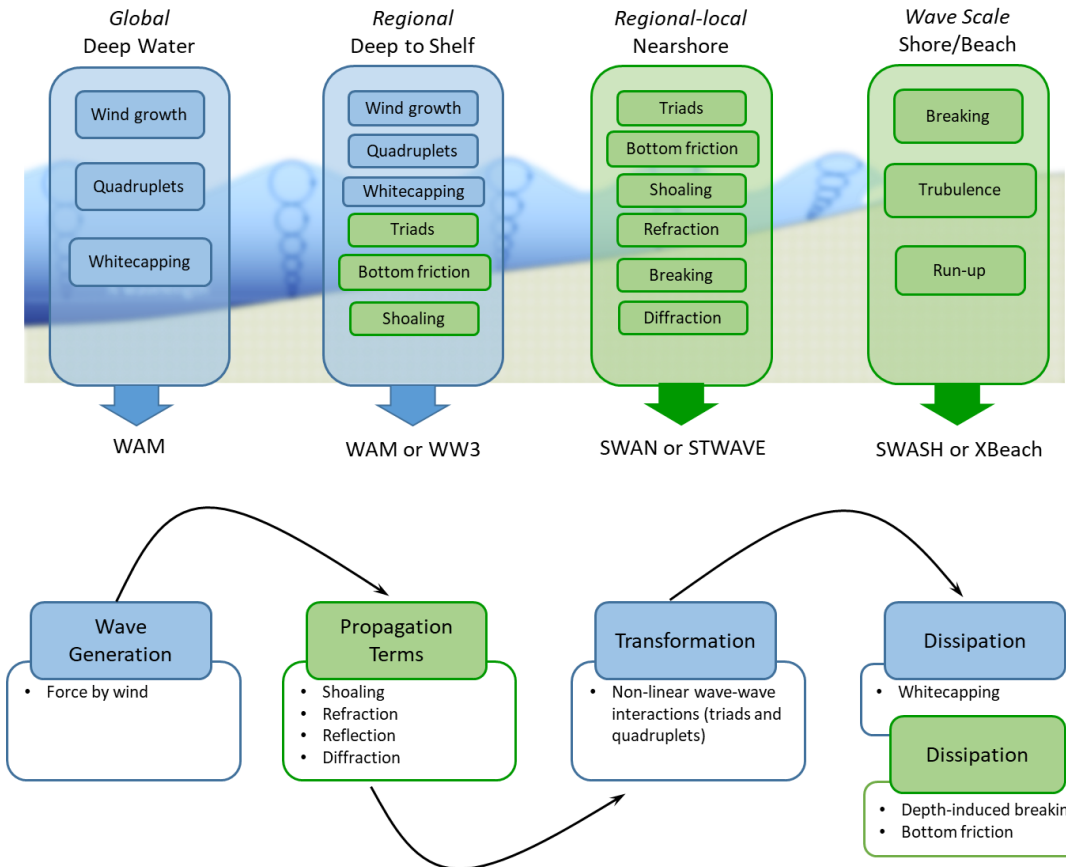 Global
Deep Water
Regional
Deep to Shelf
Regional-local
Nearshore
Wave Scale
Shore/Beach
Wind growth
Quadruplets
Whitecapping
Wind growth
Quadruplets
Whitecapping
Triads
Bottom friction
Shoaling
Triads
Bottom friction
Shoaling
Refraction
Breaking
Diffraction
Breaking
Trubulence
Run-up
WAM
WAM or WW3
SWAN or STWAVE
SWASH or XBeach
Wave
Generation
• Force by wind
Propagation
Terms
• Shoaling
• Refraction
• Reflection
• Diffraction
Transformation
• Non-linear wave-wave
interactions (triads and
quadruplets)
Dissipation
• Whitecapping
Dissipation
• Depth-induced breakin
• Bottom friction